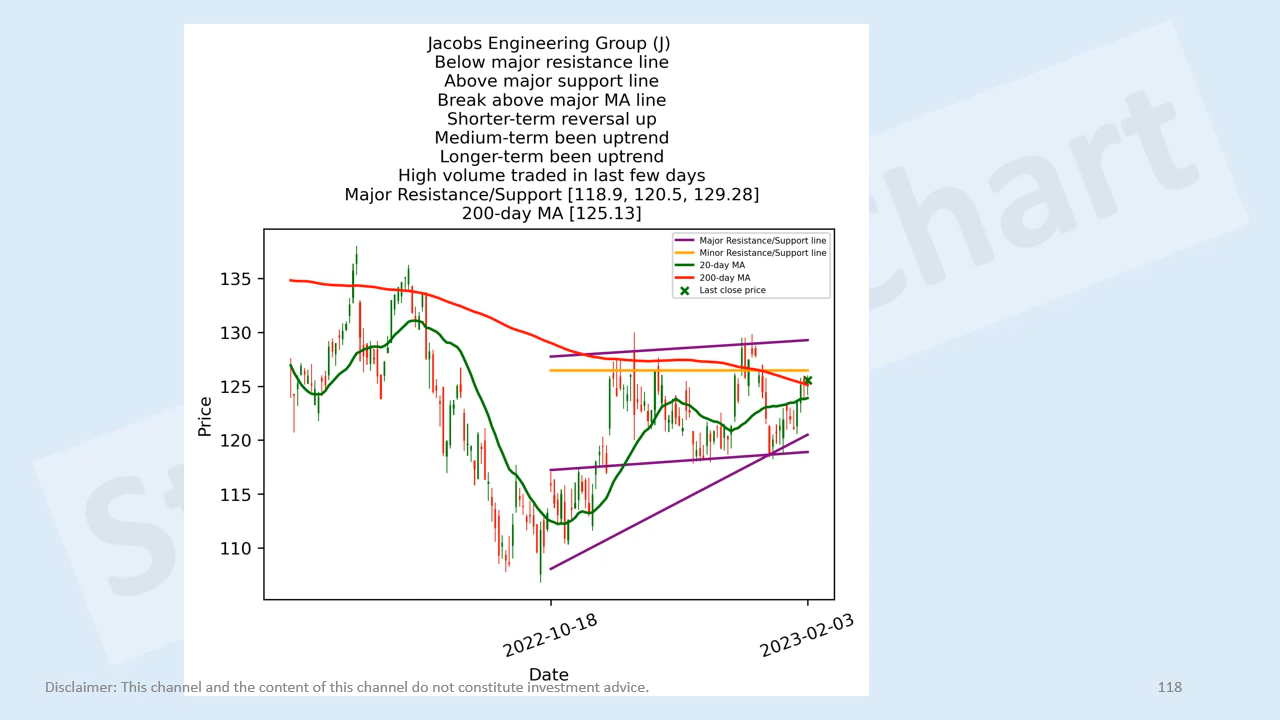 Jacobs Engineering Group (J)
Below major resistance line
Above major support line
Break above major MA line
Shorter-term reversal up
Medium-term been uptrend
Longer-term been uptrend
High volume traded in last few days
Major Resistance/Support [118.9, 120.5, 129.28]
200-day MA [125.13]
Major Resistance/Support line
Minor Resistance/Support line
20-day MA
200-day MA
Last close price
135
130
125
120
115
110
Price
2022-10-18
2023-02-03
Date
Disclaimer: This channel and the content of this channel do not constitute investment advice.
118
St
chart